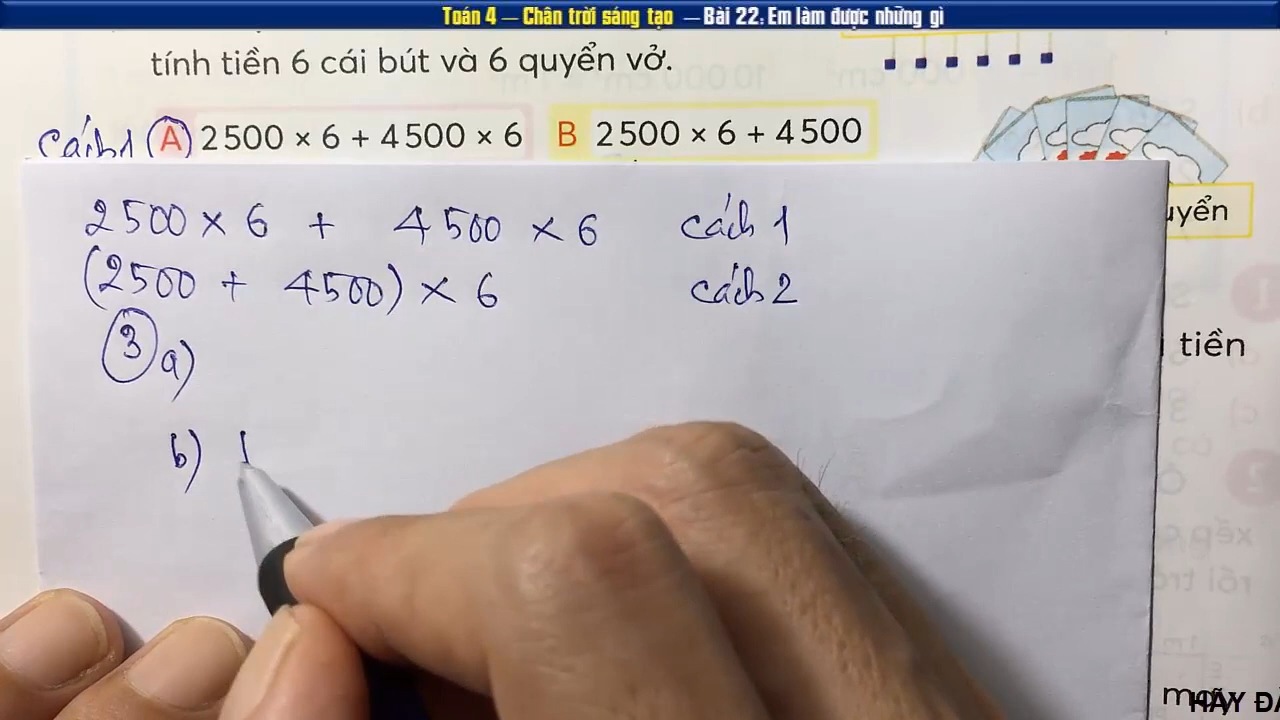 Toán 4 – Chân trời sáng tạo – Bài 22: Em làm được những gì
tính tiền 6 cái bút và 6 quyển vở.
Cách 1 A 2500 × 6 + 4500 × 6 B 2500 × 6 + 4500
2500 × 6 + 4500 × 6 cách 1
uyển
(2500 + 4500) × 6 cách 2
3 a)
tiền
b) 1
HÃY